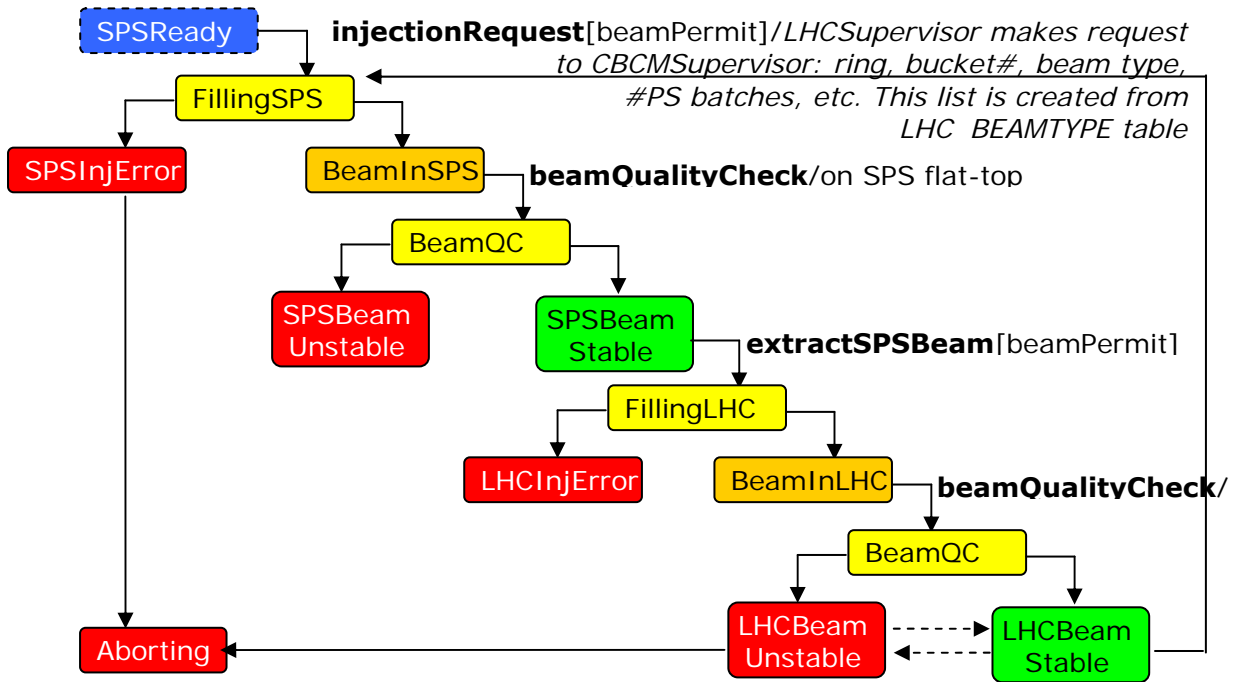 SPSReady
injectionRequest[beamPermit]/LHCSupervisor makes request
to CBCMSupervisor: ring, bucket#, beam type,
#PS batches, etc. This list is created from
LHC BEAMTYPE table
FillingSPS
SPSInjError
BeamInSPS
beamQualityCheck/on SPS flat-top
BeamQC
SPSBeam
Unstable
SPSBeam
Stable
extractSPSBeam[beamPermit]
FillingLHC
LHCInjError
BeamInLHC
beamQualityCheck/
BeamQC
Aborting
LHCBeam
Unstable
LHCBeam
Stable